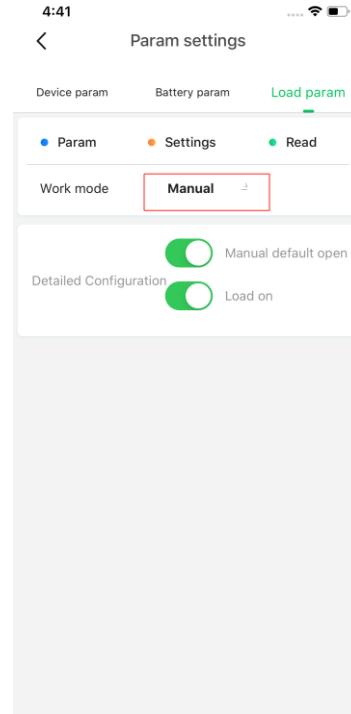 4:41
Param settings
Device param Battery param Load param
Param Settings Read
Work mode Manual
Manual default open
Detailed Configuration
Load on